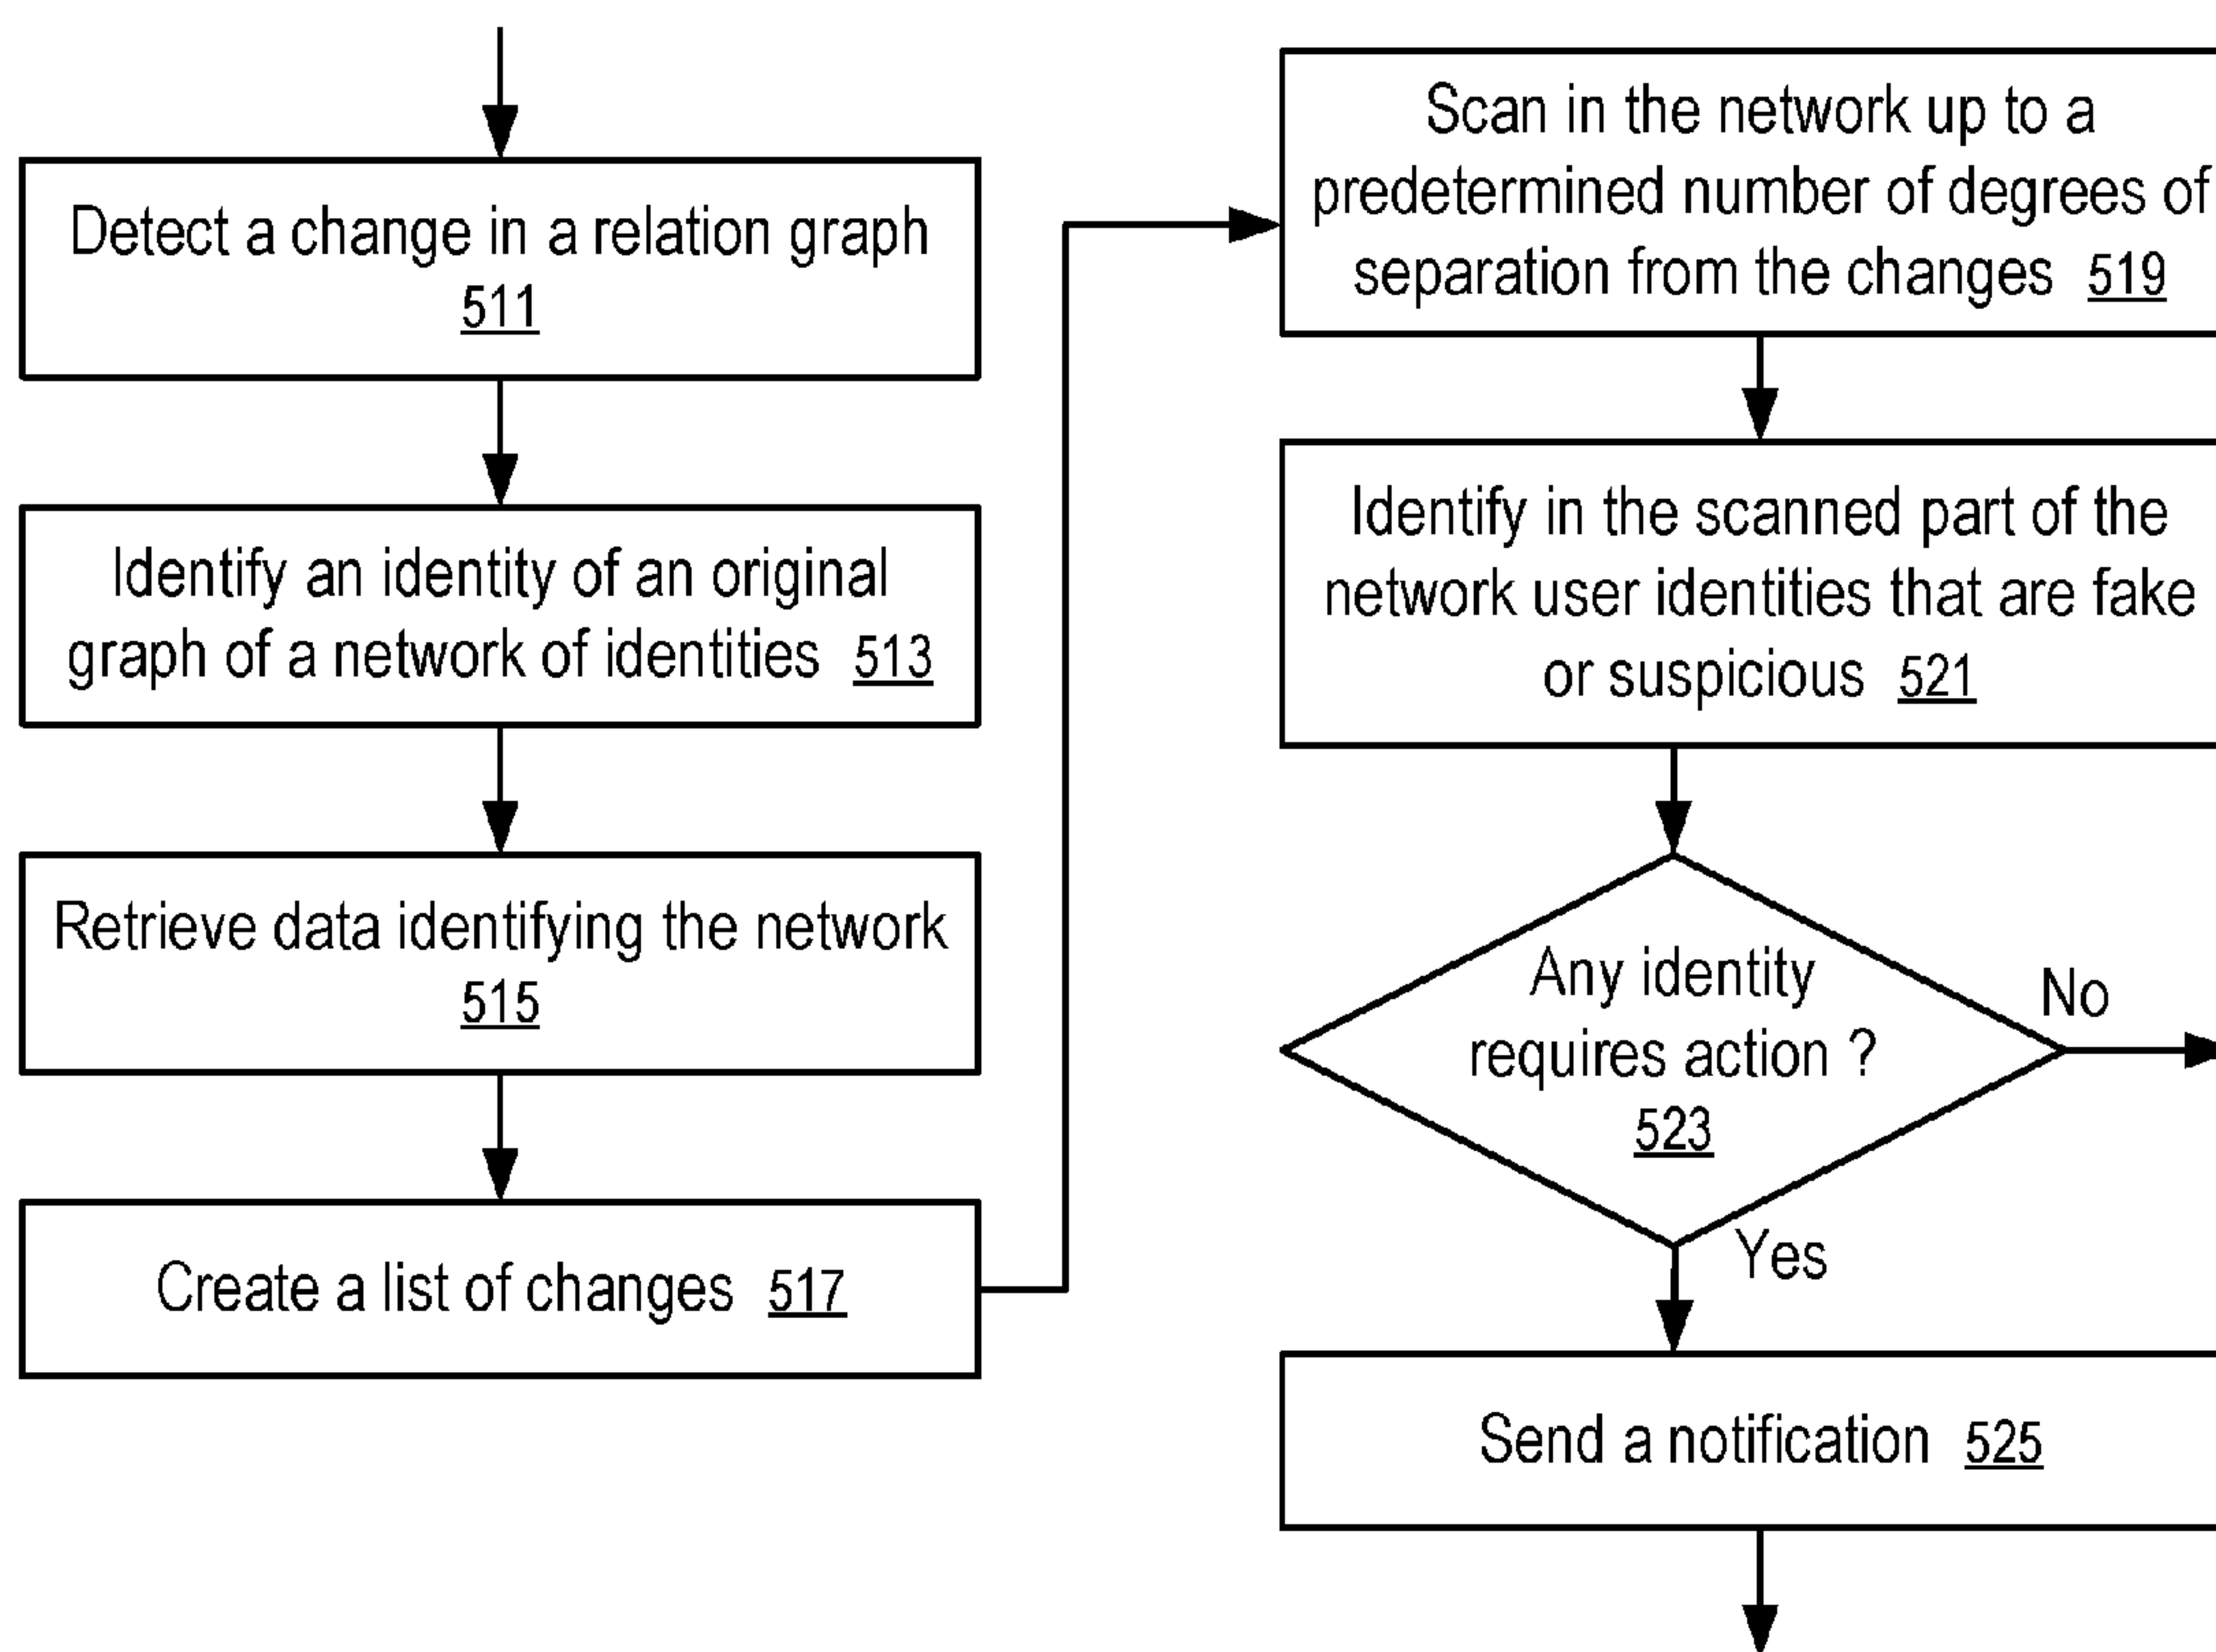 Detect a change in a relation graph
511
Identify an identity of an original
graph of a network of identities 513
Retrieve data identifying the network
515
Create a list of changes 517
Scan in the network up to a
predetermined number of degrees of
separation from the changes 519
Identify in the scanned part of the
network user identities that are fake
or suspicious 521
Any identity
requires action ?
523
No
Yes
Send a notification 525